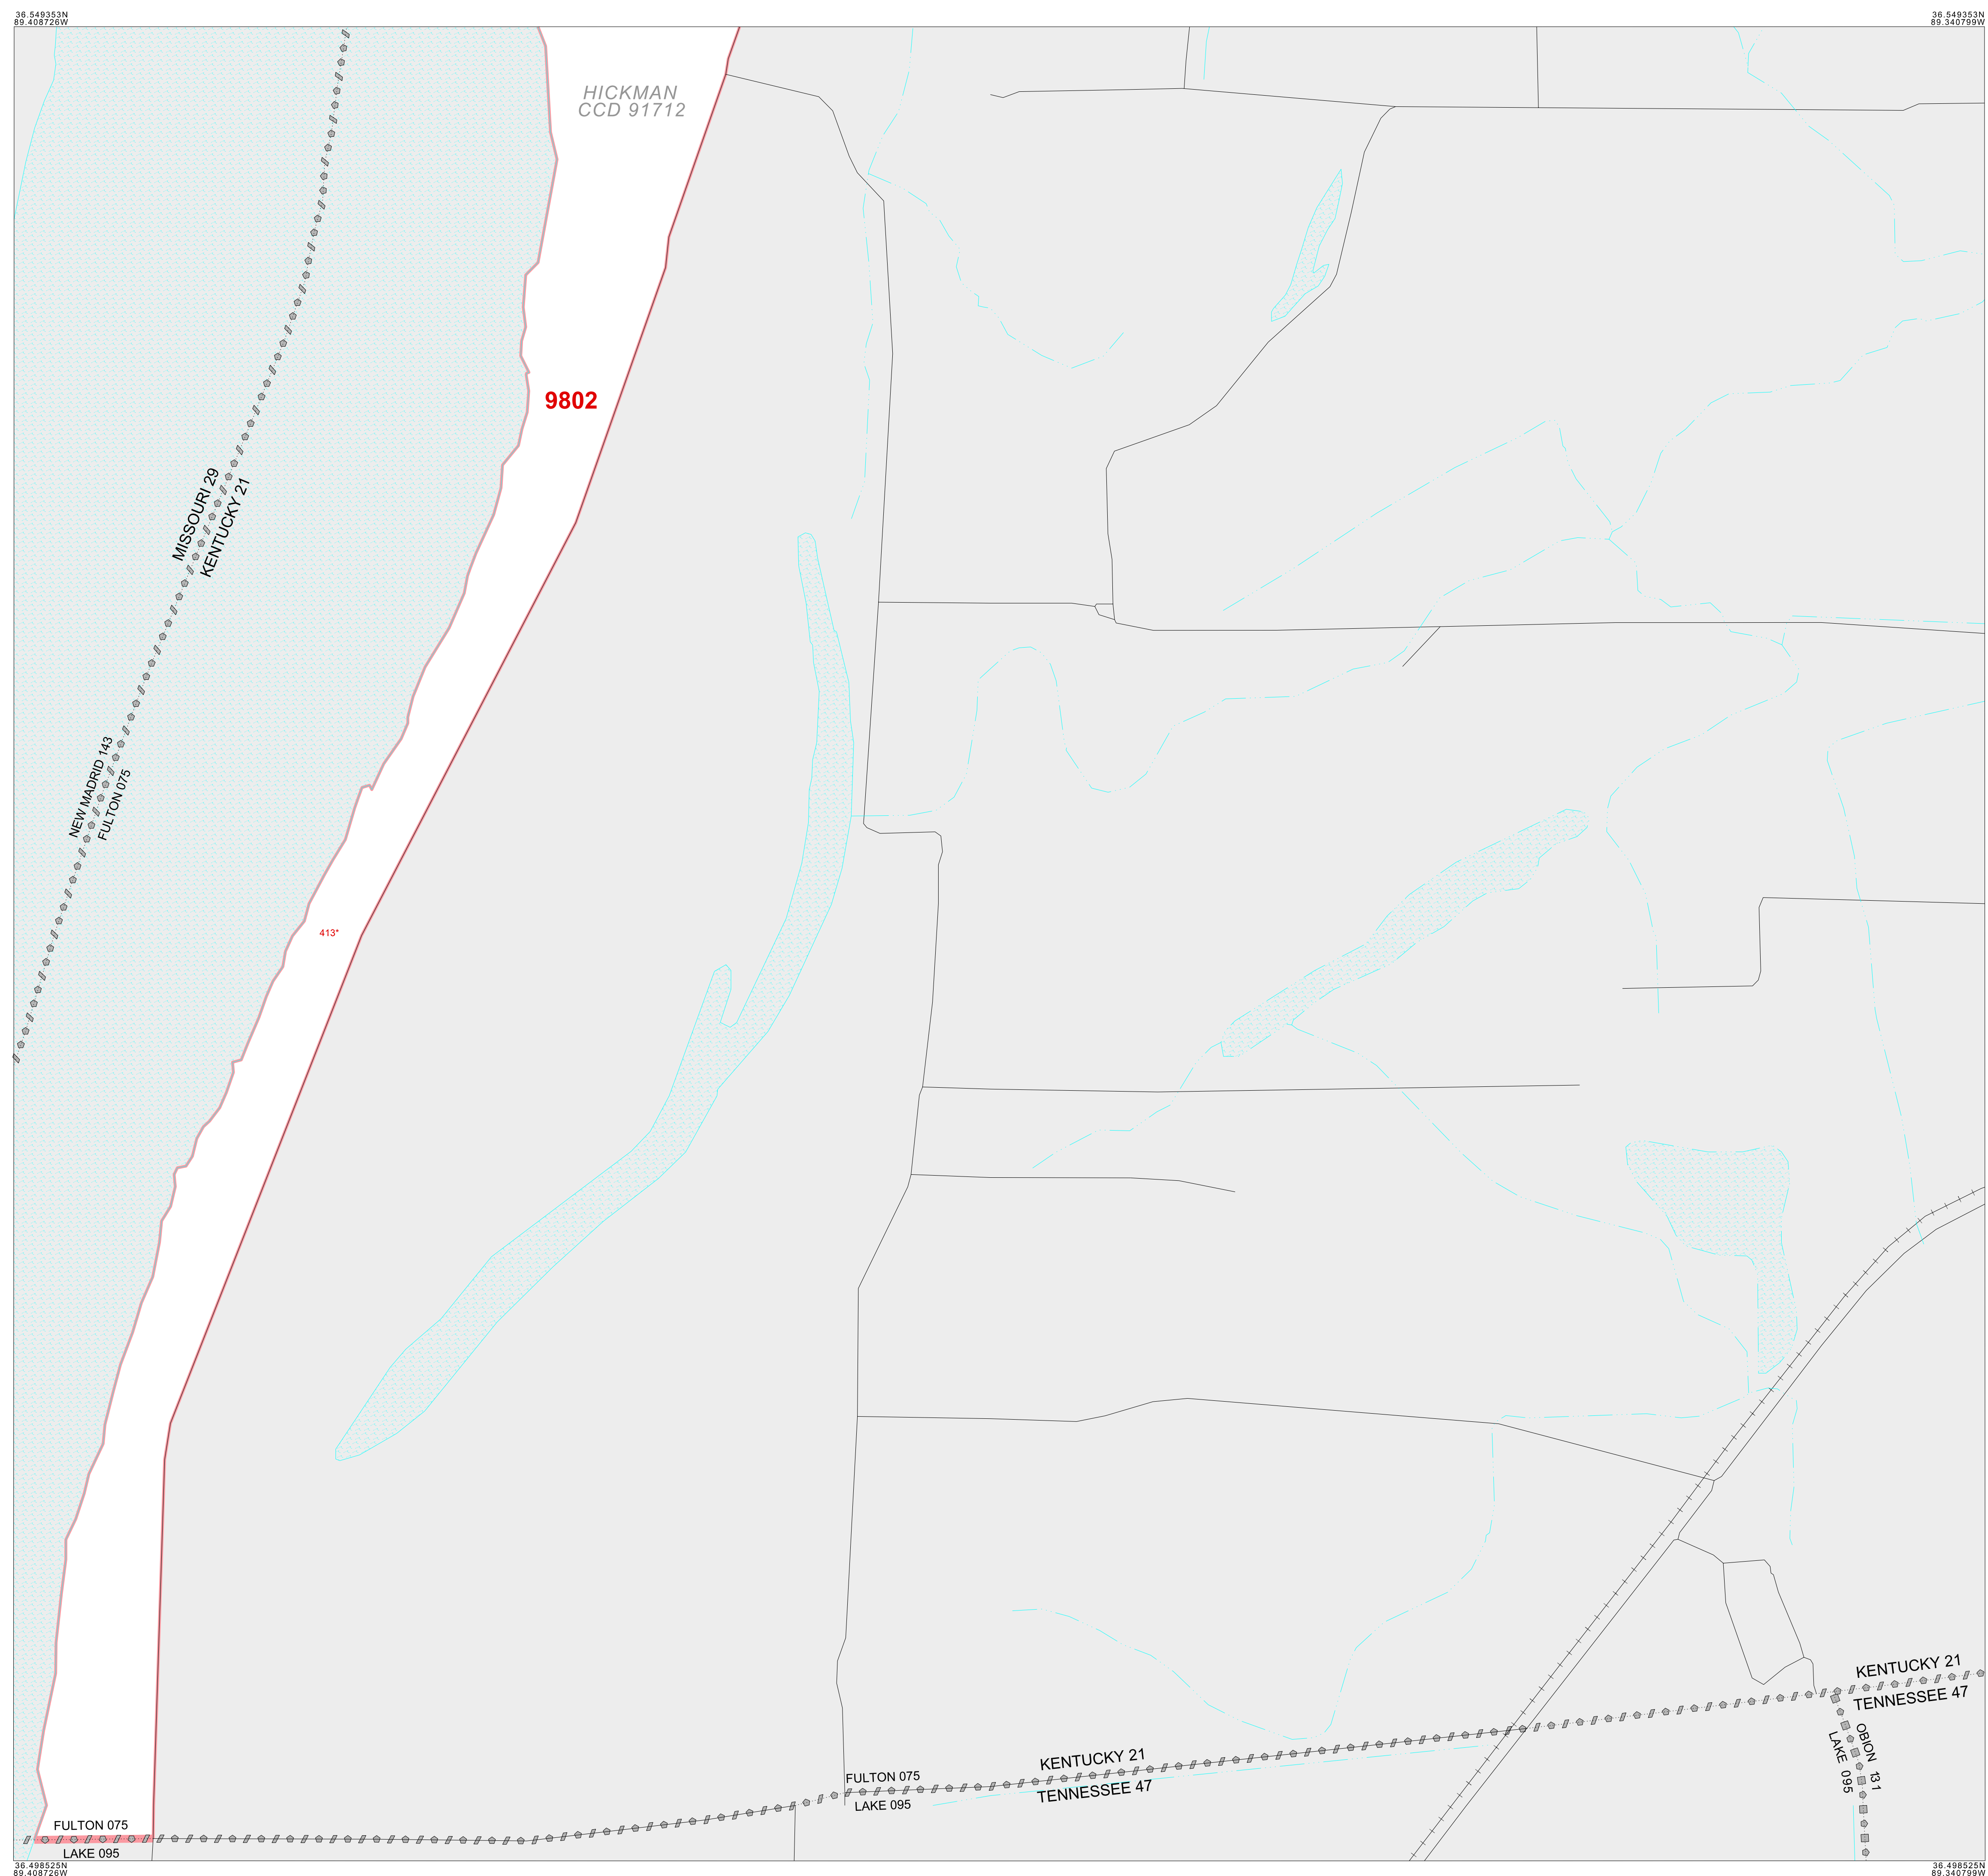 36.549353N
89.408726W
36.549353N
89.340799W
HICKMAN
CCD 91712
9802
MISSOURI 29
KENTUCKY 21
NEW MADRID 143
FULTON 075
413*
KENTUCKY 21
TENNESSEE 47
OBION 131
LAKE 095
KENTUCKY 21
TENNESSEE 47
FULTON 075
LAKE 095
FULTON 075
LAKE 095
36.498525N
89.408726W
36.498525N
89.340799W